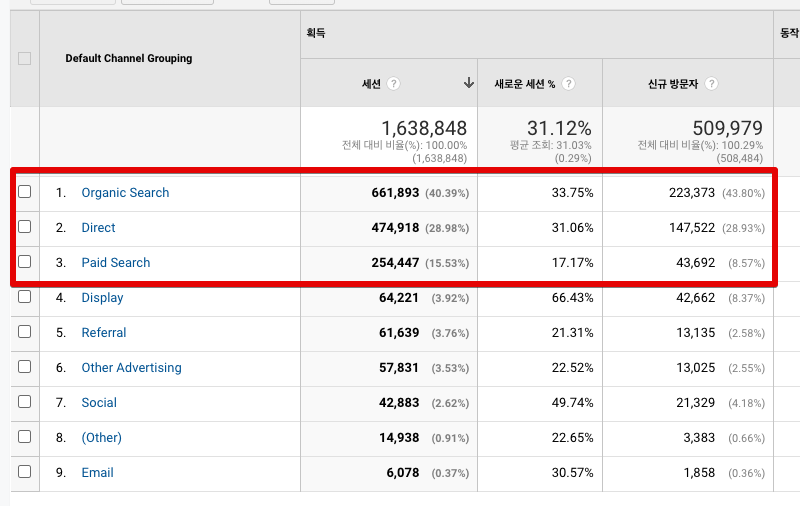 획득
동작
Default Channel Grouping
세션 ?
새로운 세션 % ?
신규 방문자 ?
1,638,848
전체 대비 비율(%): 100.00%
(1,638,848)
31.12%
평균 조회: 31.03%
(0.29%)
509,979
전체 대비 비율(%): 100.29%
(508,484)
1. Organic Search 661,893 (40.39%) 33.75% 223,373 (43.80%)
2. Direct 474,918 (28.98%) 31.06% 147,522 (28.93%)
3. Paid Search 254,447 (15.53%) 17.17% 43,692 (8.57%)
4. Display 64,221 (3.92%) 66.43% 42,662 (8.37%)
5. Referral 61,639 (3.76%) 21.31% 13,135 (2.58%)
6. Other Advertising 57,831 (3.53%) 22.52% 13,025 (2.55%)
7. Social 42,883 (2.62%) 49.74% 21,329 (4.18%)
8. (Other) 14,938 (0.91%) 22.65% 3,383 (0.66%)
9. Email 6,078 (0.37%) 30.57% 1,858 (0.36%)